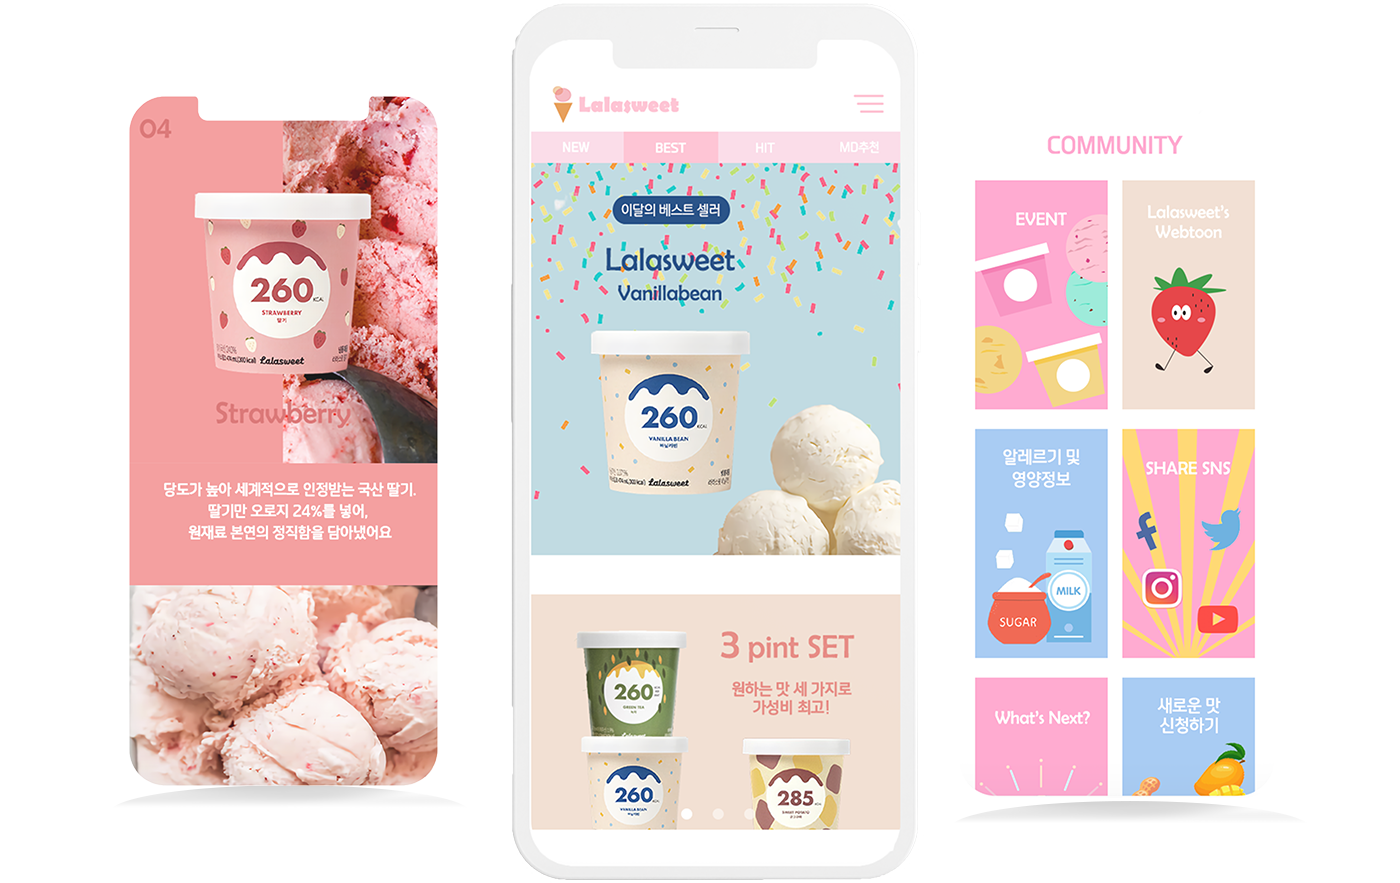 04
260 KCAL
STRAWBERRY
딸기
Lalasweet
Strawberry
당도가 높아 세계적으로 인정받는 국산 딸기.
딸기만 오로지 24%를 넣어,
원재료 본연의 정직함을 담아냈어요
Lalasweet
NEW BEST HIT MD추천
이달의 베스트 셀러
Lalasweet
Vanillabean
260 KCAL
VANILLA BEAN
바닐라빈
Lalasweet
3 pint SET
원하는 맛 세 가지로
가성비 최고!
260
GREEN TEA
녹차
Lalasweet
260 KCAL
VANILLA BEAN
바닐라빈
285 KCAL
SWEET POTATO
COMMUNITY
EVENT
Lalasweet's
Webtoon
알레르기 및
영양정보
MILK
SUGAR
SHARE SNS
What's Next?
새로운 맛
신청하기